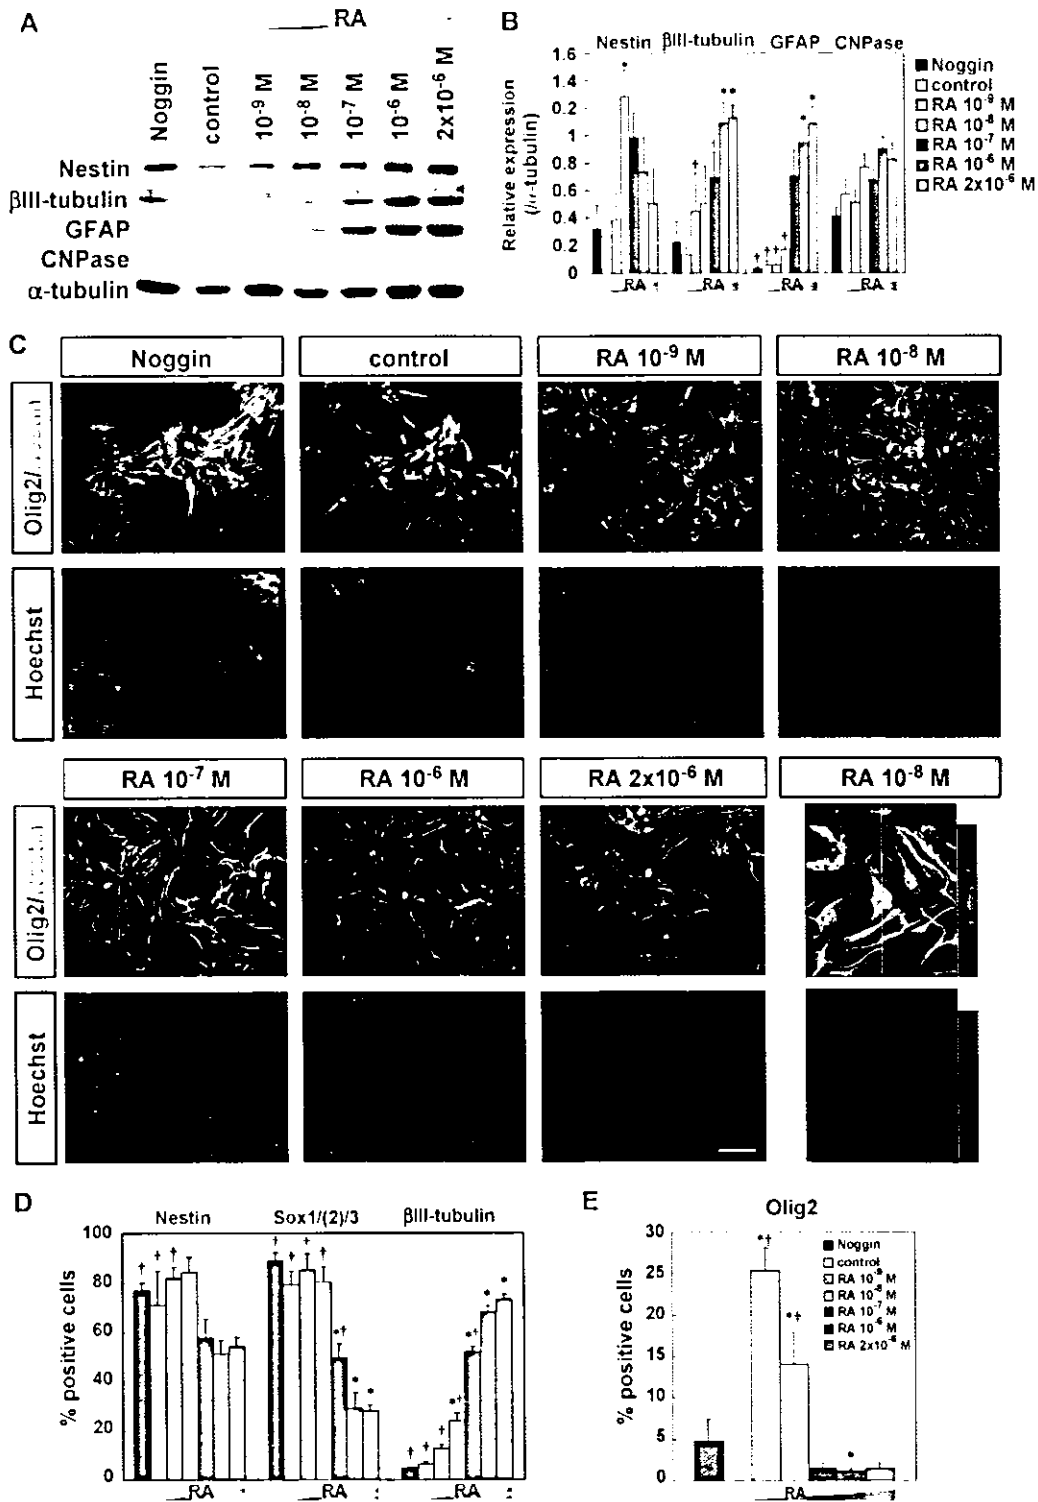 A
RA
Noggin
control
10⁻⁹ M
10⁻⁸ M
10⁻⁷ M
10⁻⁶ M
2x10⁻⁶ M
Nestin
βIII-tubulin
GFAP
CNPase
α-tubulin
B
Nestin βIII-tubulin GFAP CNPase
Relative expression
(/α-tubulin)
1.6
1.4
1.2
1
0.8
0.6
0.4
0.2
0
RA RA RA RA
Noggin
control
RA 10⁻⁹ M
RA 10⁻⁸ M
RA 10⁻⁷ M
RA 10⁻⁶ M
RA 2x10⁻⁶ M
C
Noggin control RA 10⁻⁹ M RA 10⁻⁸ M
Olig2/
Hoechst
RA 10⁻⁷ M RA 10⁻⁶ M RA 2x10⁻⁶ M RA 10⁻⁸ M
Olig2/Nestin
Hoechst
D
Nestin Sox1/(2)/3 βIII-tubulin
% positive cells
100
80
60
40
20
0
RA RA RA
E
Olig2
% positive cells
30
25
20
15
10
5
0
Noggin
control
RA 10⁻⁹ M
RA 10⁻⁸ M
RA 10⁻⁷ M
RA 10⁻⁶ M
RA 2x10⁻⁶ M
RA